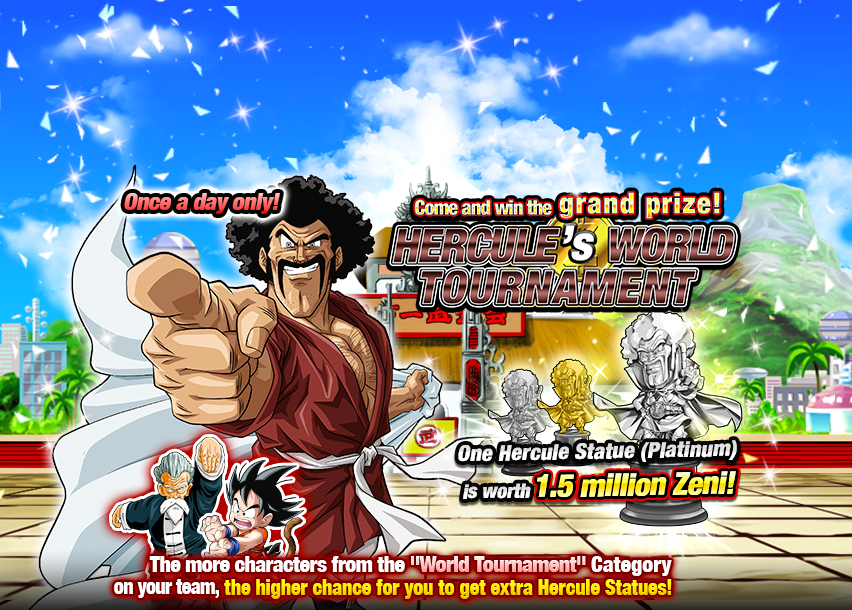 Once a day only!
Come and win the grand prize!
HERCULE's WORLD
TOURNAMENT
One Hercule Statue (Platinum)
is worth 1.5 million Zeni!
The more characters from the "World Tournament" Category
on your team, the higher chance for you to get extra Hercule Statues!